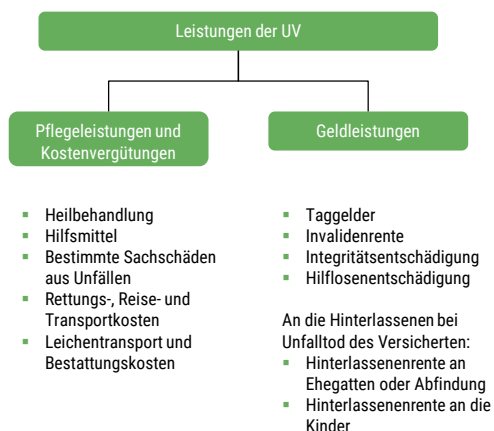 Leistungen der UV
Pflegeleistungen und
Kostenvergütungen
Geldleistungen
▪ Heilbehandlung
▪ Hilfsmittel
▪ Bestimmte Sachschäden
aus Unfällen
▪ Rettungs-, Reise- und
Transportkosten
▪ Leichentransport und
Bestattungskosten
▪ Taggelder
▪ Invalidenrente
▪ Integritätsentschädigung
▪ Hilflosenentschädigung
An die Hinterlassenen bei
Unfalltod des Versicherten:
▪ Hinterlassenenrente an
Ehegatten oder Abfindung
▪ Hinterlassenenrente an die
Kinder